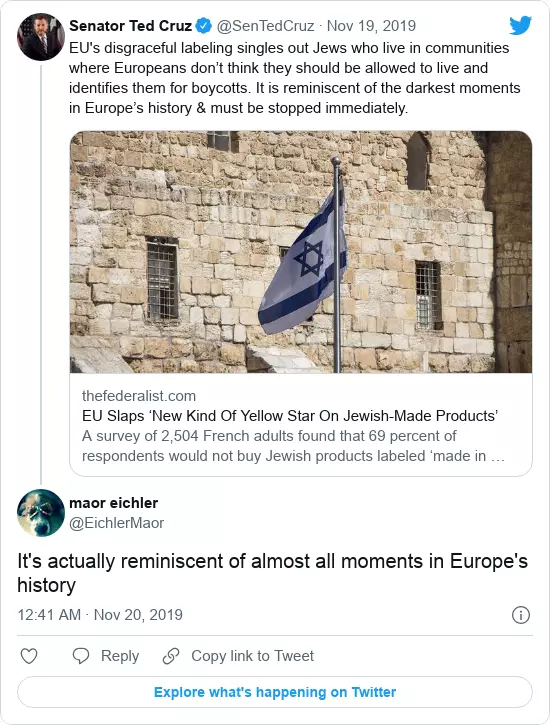 Senator Ted Cruz @SenTedCruz · Nov 19, 2019
EU's disgraceful labeling singles out Jews who live in communities
where Europeans don’t think they should be allowed to live and
identifies them for boycotts. It is reminiscent of the darkest moments
in Europe’s history & must be stopped immediately.
thefederalist.com
EU Slaps ‘New Kind Of Yellow Star On Jewish-Made Products’
A survey of 2,504 French adults found that 69 percent of
respondents would not buy Jewish products labeled ‘made in …
maor eichler
@EichlerMaor
It's actually reminiscent of almost all moments in Europe's
history
12:41 AM · Nov 20, 2019
Reply Copy link to Tweet
Explore what's happening on Twitter